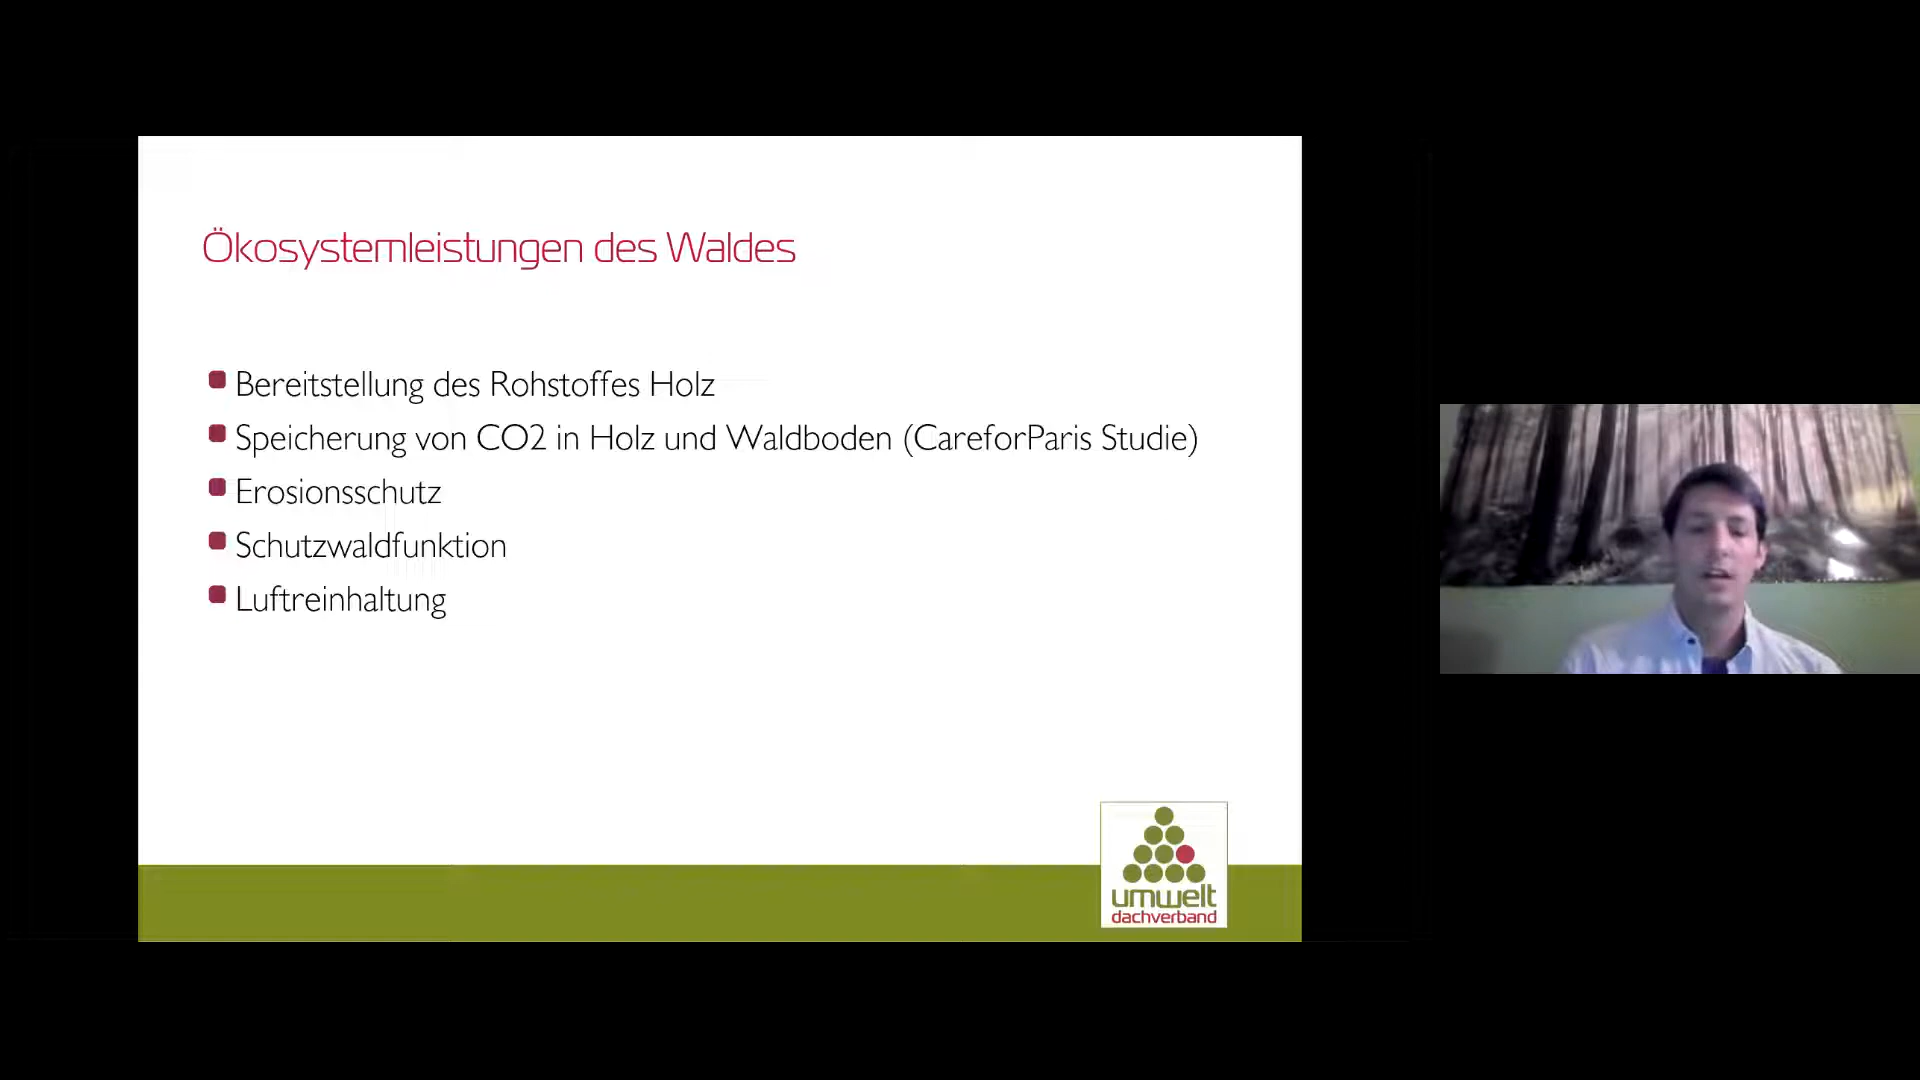 Ökosystemleistungen des Waldes
Bereitstellung des Rohstoffes Holz
Speicherung von CO2 in Holz und Waldboden (CareforParis Studie)
Erosionsschutz
Schutzwaldfunktion
Luftreinhaltung
umwelt
dachverband